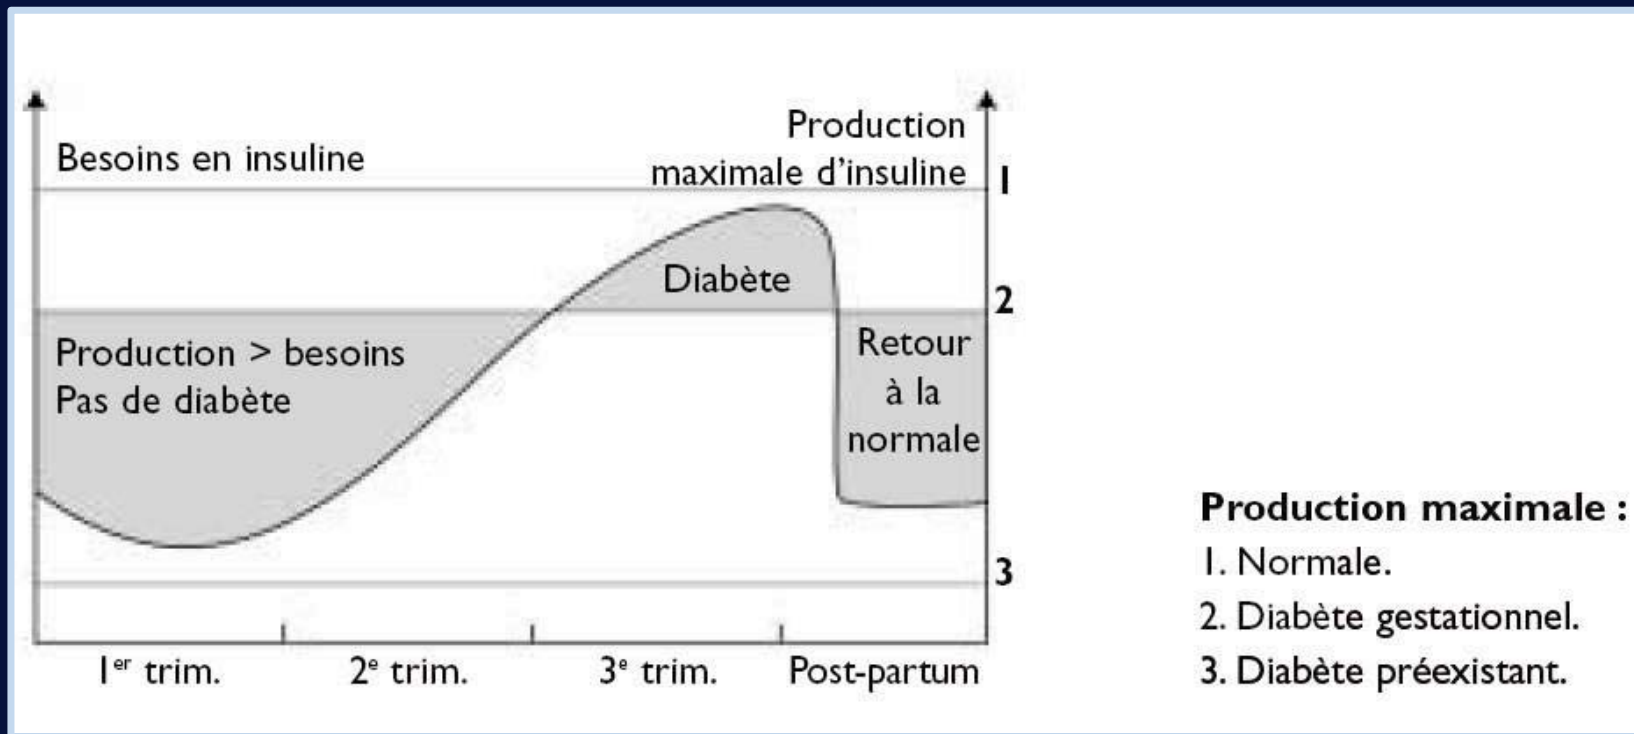 Besoins en insuline
Production
maximale d'insuline
1
Diabète
2
Production > besoins
Pas de diabète
Retour
à la
normale
3
1er trim.
2e trim.
3e trim.
Post-partum
Production maximale :
1. Normale.
2. Diabète gestationnel.
3. Diabète préexistant.